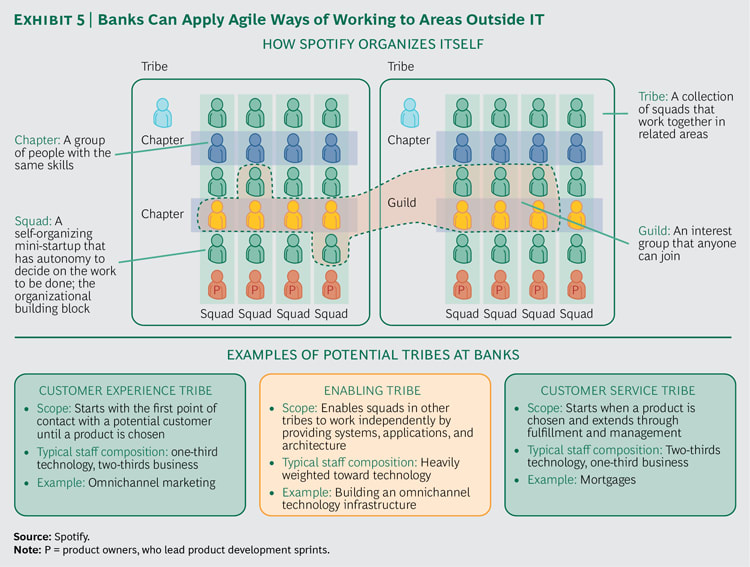 EXHIBIT 5 | Banks Can Apply Agile Ways of Working to Areas Outside IT
HOW SPOTIFY ORGANIZES ITSELF
Tribe
Tribe
Chapter: A group
of people with the
same skills
Squad: A
self-organizing
mini-startup that
has autonomy to
decide on the work
to be done; the
organizational
building block
Chapter
Chapter
P P P P
Squad Squad Squad Squad
Chapter
Guild
P P P P
Squad Squad Squad Squad
Tribe: A collection
of squads that
work together in
related areas
Guild: An interest
group that anyone
can join
EXAMPLES OF POTENTIAL TRIBES AT BANKS
CUSTOMER EXPERIENCE TRIBE
• Scope: Starts with the first point of
contact with a potential customer
until a product is chosen
• Typical staff composition: one-third
technology, two-thirds business
• Example: Omnichannel marketing
ENABLING TRIBE
• Scope: Enables squads in other
tribes to work independently by
providing systems, applications, and
architecture
• Typical staff composition: Heavily
weighted toward technology
• Example: Building an omnichannel
technology infrastructure
CUSTOMER SERVICE TRIBE
• Scope: Starts when a product is
chosen and extends through
fulfillment and management
• Typical staff composition: Two-thirds
technology, one-third business
• Example: Mortgages
Source: Spotify.
Note: P = product owners, who lead product development sprints.